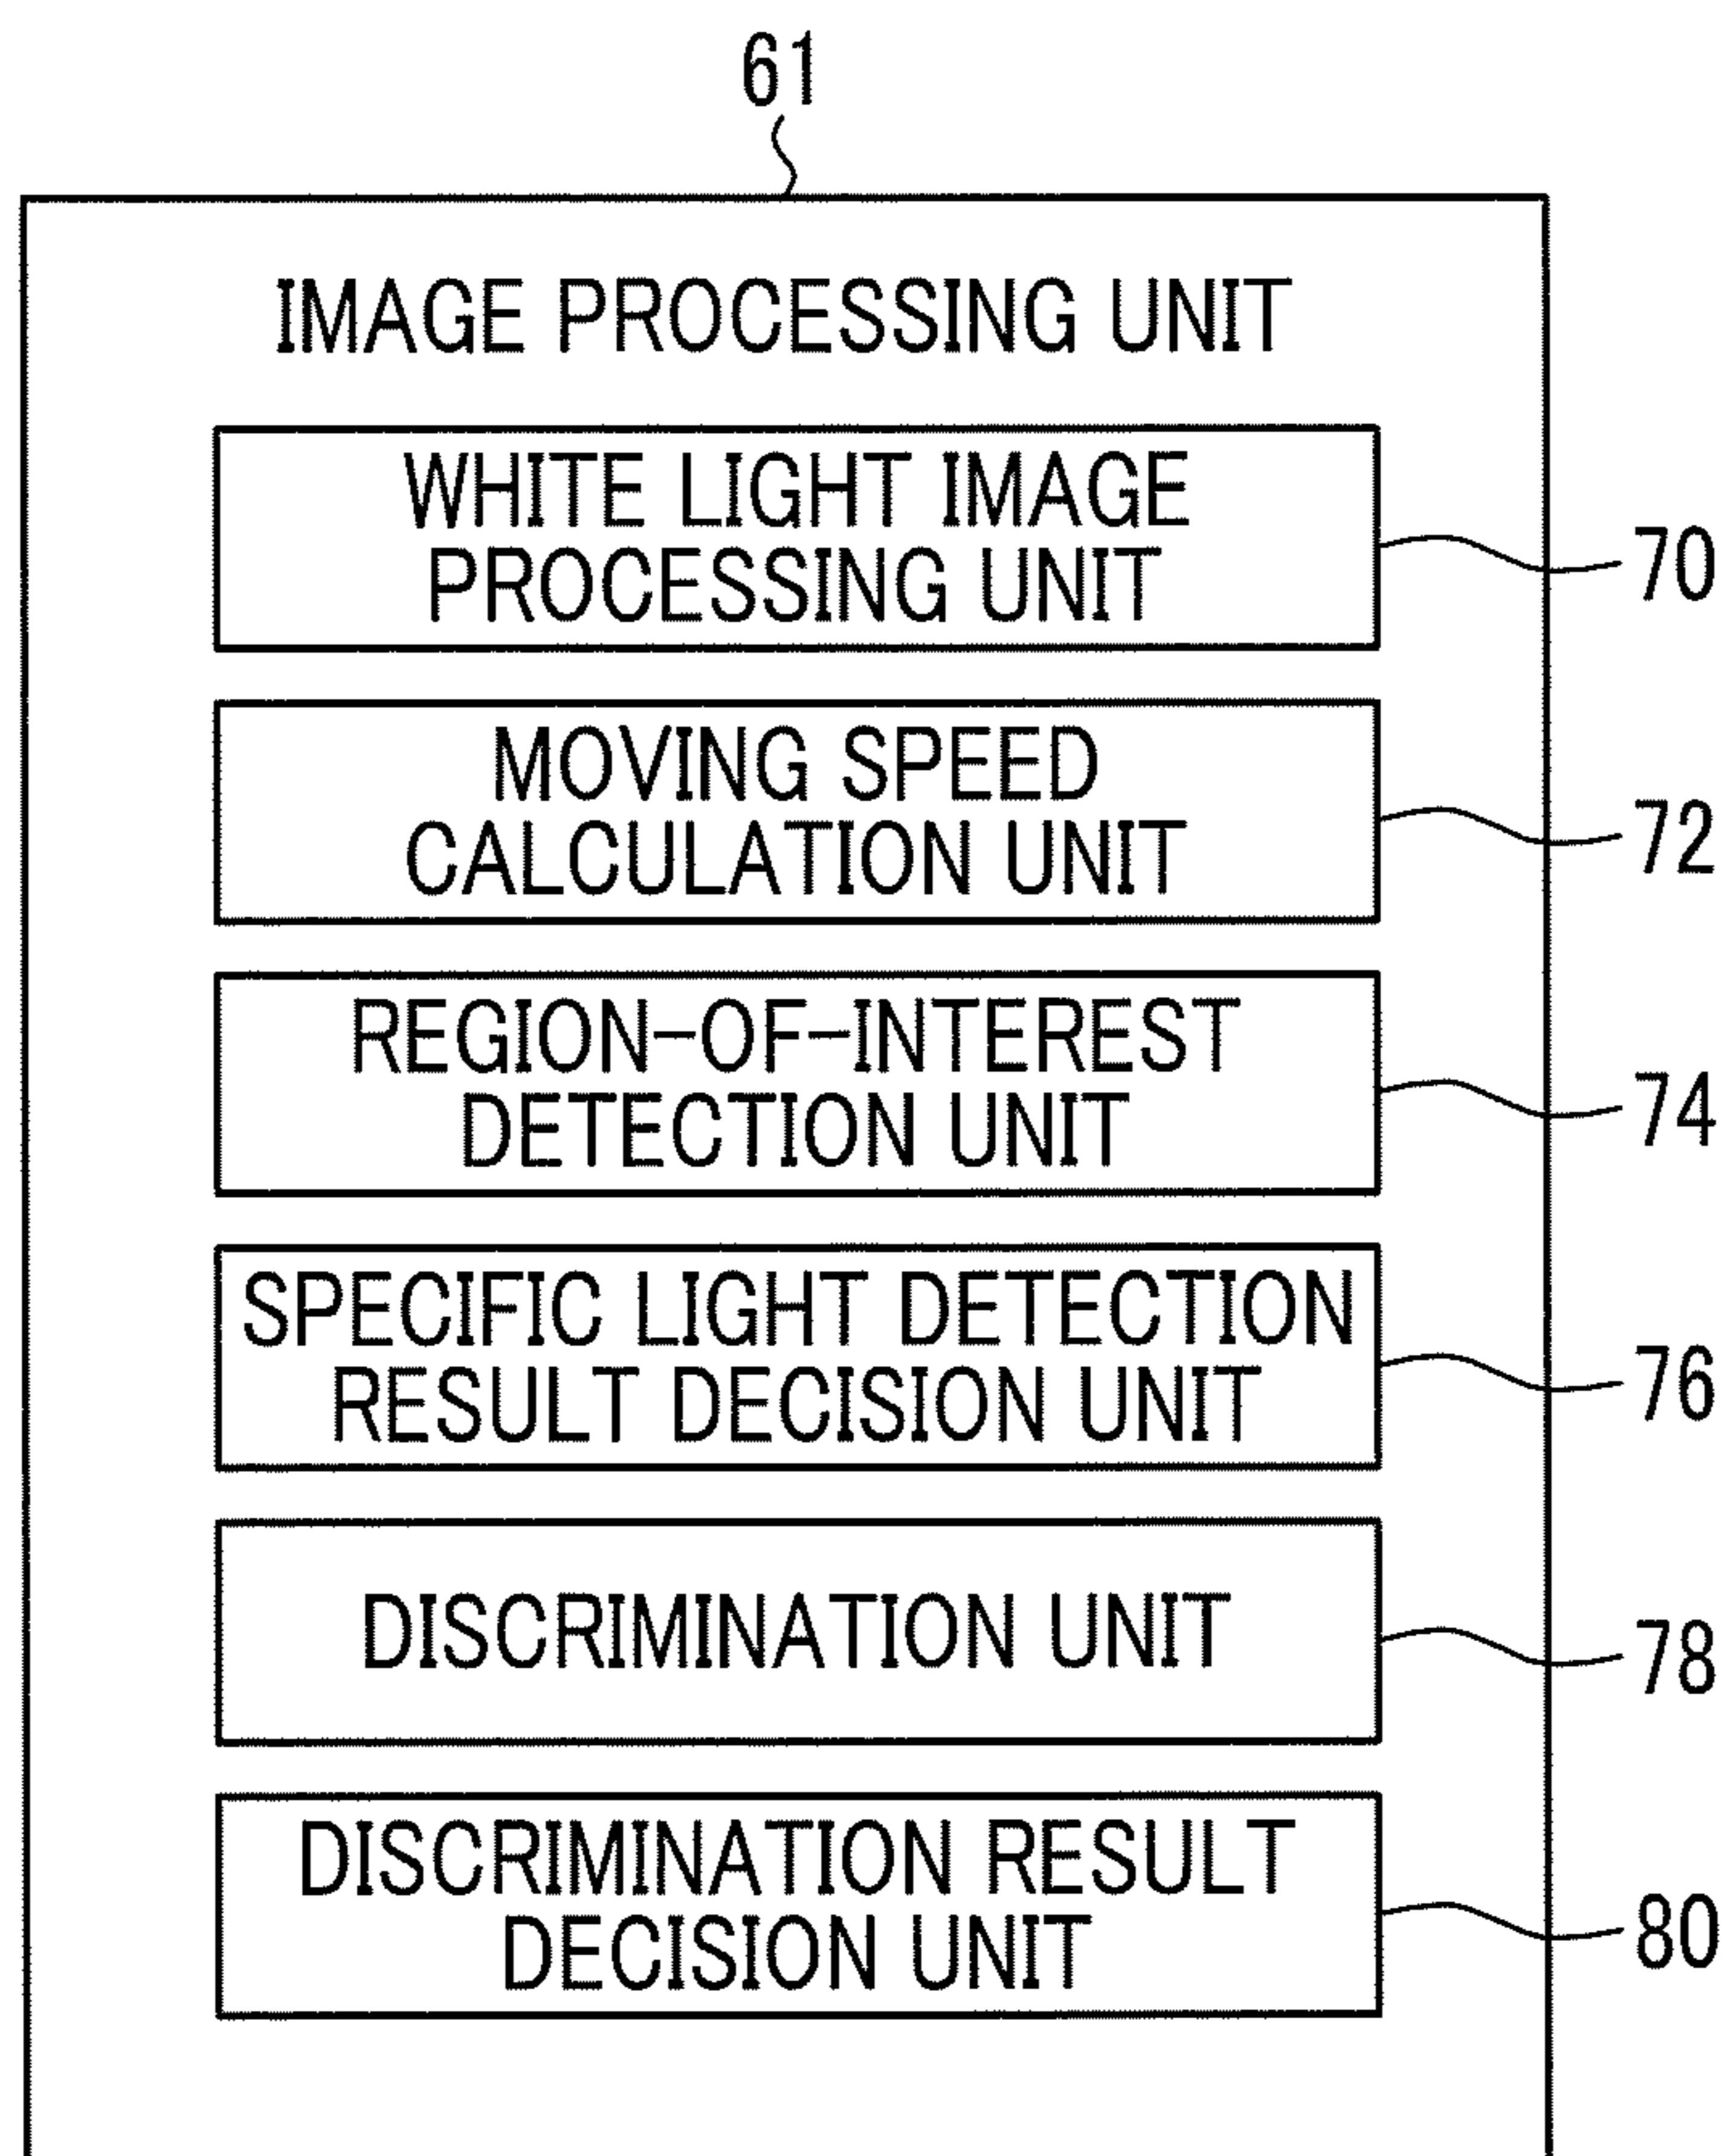 61
IMAGE PROCESSING UNIT
WHITE LIGHT IMAGE
PROCESSING UNIT
70
MOVING SPEED
CALCULATION UNIT
72
REGION-OF-INTEREST
DETECTION UNIT
74
SPECIFIC LIGHT DETECTION
RESULT DECISION UNIT
76
DISCRIMINATION UNIT
78
DISCRIMINATION RESULT
DECISION UNIT
80